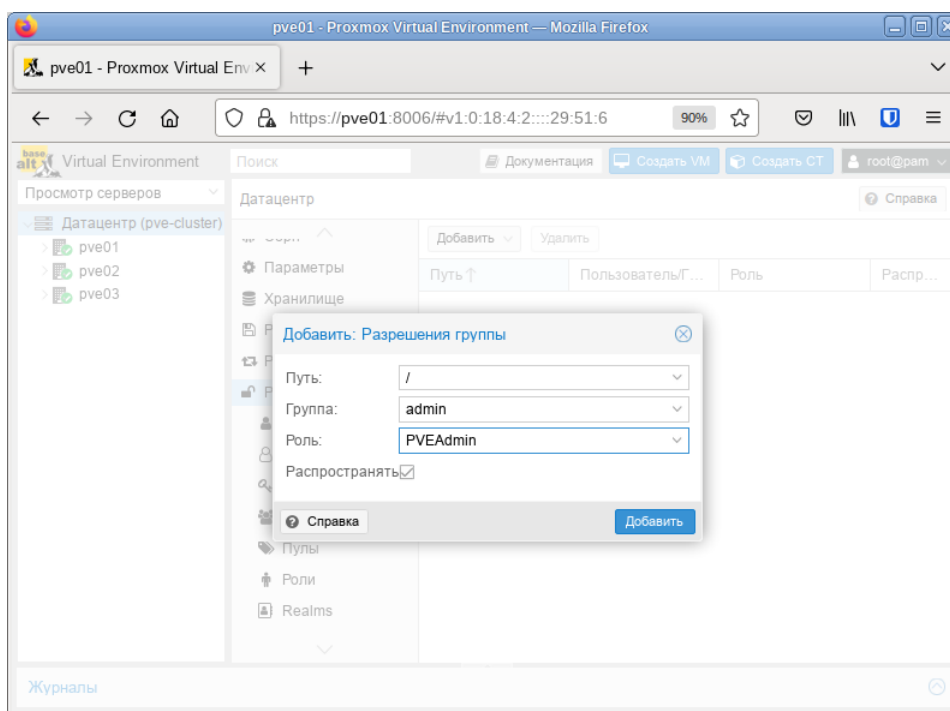 pve01 - Proxmox Virtual Environment — Mozilla Firefox
pve01 - Proxmox Virtual Env
https://pve01:8006/#v1:0:18:4:2::::29:51:6
90%
base
alt
Virtual Environment
Поиск
Документация
Создать VM
Создать CT
root@pam
Просмотр серверов
Датацентр
Справка
Датацентр (pve-cluster)
pve01
pve02
pve03
Добавить
Удалить
Параметры
Хранилище
Путь
Пользователь/Г...
Роль
Распр...
Добавить: Разрешения группы
Путь:
/
Группа:
admin
Роль:
PVEAdmin
Распространять
Справка
Добавить
Пулы
Роли
Realms
Журналы